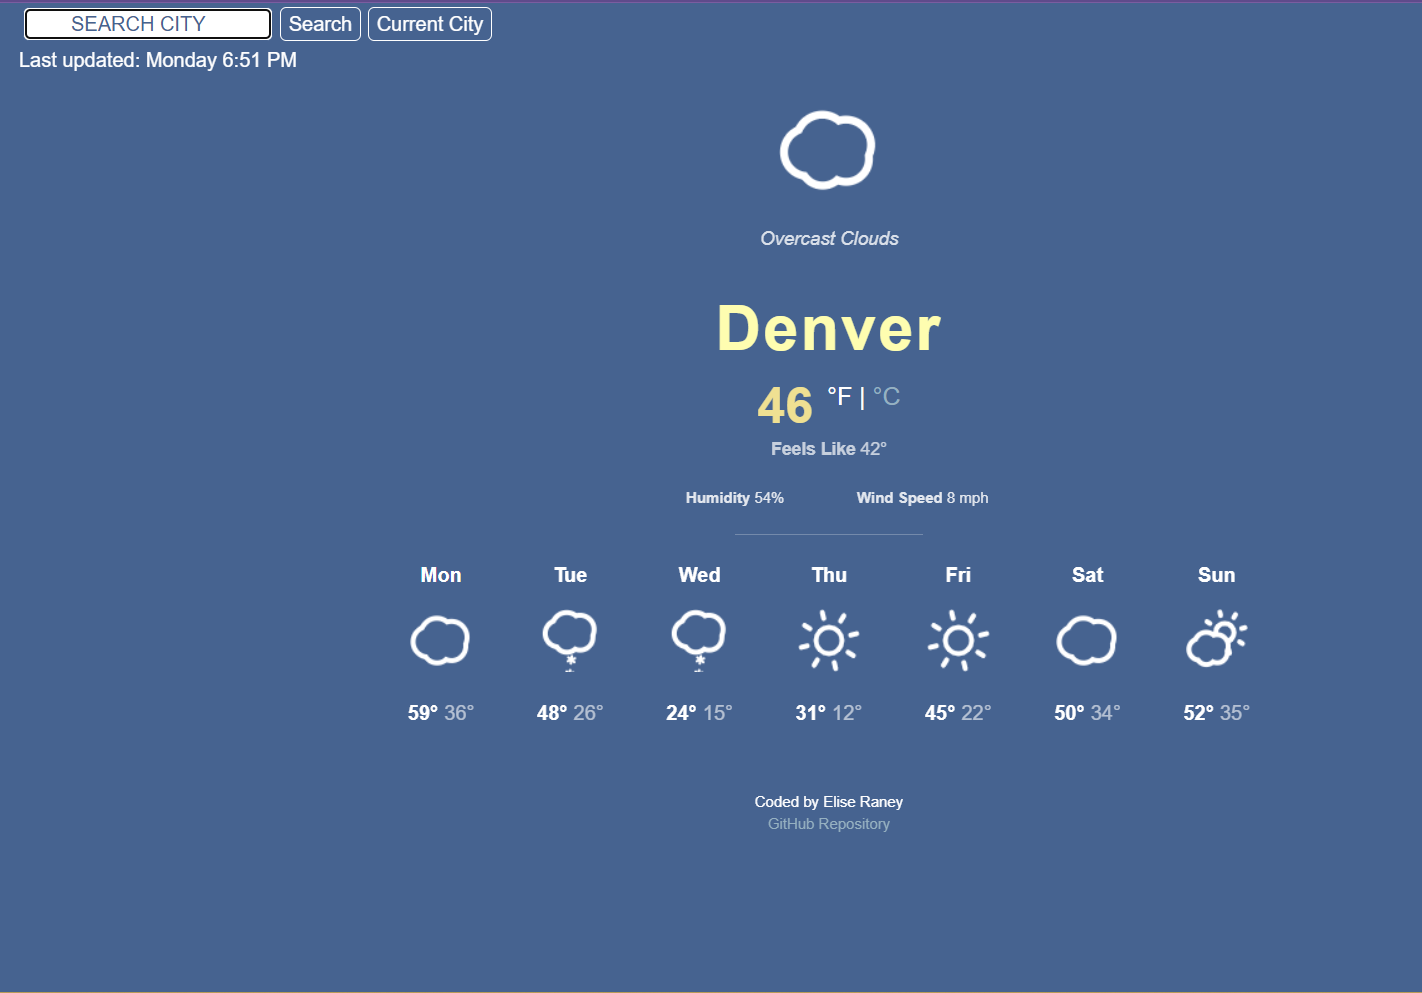 SEARCH CITY Search Current City
Last updated: Monday 6:51 PM
Overcast Clouds
Denver
46 °F | °C
Feels Like 42°
Humidity 54% Wind Speed 8 mph
Mon Tue Wed Thu Fri Sat Sun
59° 36° 48° 26° 24° 15° 31° 12° 45° 22° 50° 34° 52° 35°
Coded by Elise Raney
GitHub Repository